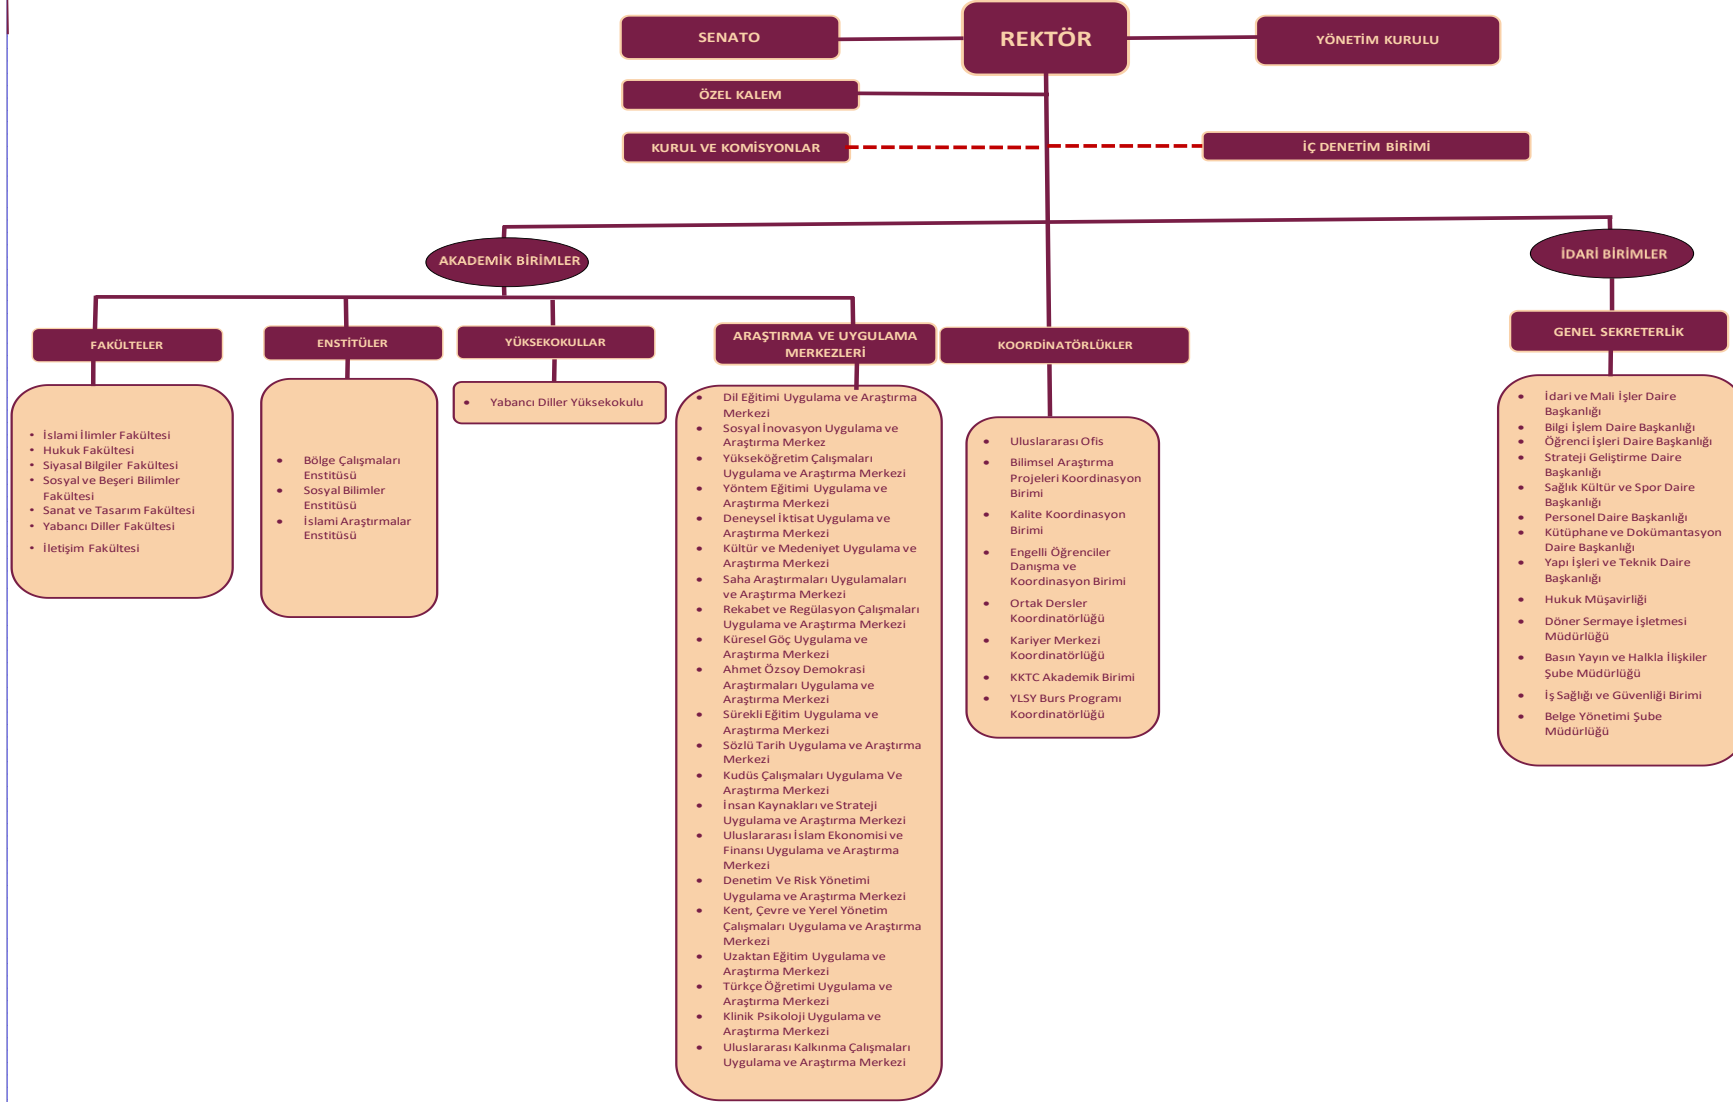 SENATO
REKTÖR
YÖNETİM KURULU
ÖZEL KALEM
KURUL VE KOMİSYONLAR
İÇ DENETİM BİRİMİ
AKADEMİK BİRİMLER
İDARİ BİRİMLER
FAKÜLTELER
• İslami İlimler Fakültesi
• Hukuk Fakültesi
• Siyasal Bilgiler Fakültesi
• Sosyal ve Beşeri Bilimler
Fakültesi
• Sanat ve Tasarım Fakültesi
• Yabancı Diller Fakültesi
• İletişim Fakültesi
ENSTİTÜLER
• Bölge Çalışmaları
Enstitüsü
• Sosyal Bilimler
Enstitüsü
• İslami Araştırmalar
Enstitüsü
YÜKSEKOKULLAR
• Yabancı Diller Yüksekokulu
ARAŞTIRMA VE UYGULAMA
MERKEZLERİ
• Dil Eğitimi Uygulama ve Araştırma
Merkezi
• Sosyal İnovasyon Uygulama ve
Araştırma Merkez
• Yükseköğretim Çalışmaları
Uygulama ve Araştırma Merkezi
• Yöntem Eğitimi Uygulama ve
Araştırma Merkezi
• Deneysel İktisat Uygulama ve
Araştırma Merkezi
• Kültür ve Medeniyet Uygulama ve
Araştırma Merkezi
• Saha Araştırmaları Uygulamaları
ve Araştırma Merkezi
• Rekabet ve Regülasyon Çalışmaları
Uygulama ve Araştırma Merkezi
• Küresel Göç Uygulama ve
Araştırma Merkezi
• Ahmet Özsoy Demokrasi
Araştırmaları Uygulama ve
Araştırma Merkezi
• Sürekli Eğitim Uygulama ve
Araştırma Merkezi
• Sözlü Tarih Uygulama ve Araştırma
Merkezi
• Kudüs Çalışmaları Uygulama Ve
Araştırma Merkezi
• İnsan Kaynakları ve Strateji
Uygulama ve Araştırma Merkezi
• Uluslararası İslam Ekonomisi ve
Finansı Uygulama ve Araştırma
Merkezi
• Denetim Ve Risk Yönetimi
Uygulama ve Araştırma Merkezi
• Kent, Çevre ve Yerel Yönetim
Çalışmaları Uygulama ve Araştırma
Merkezi
• Uzaktan Eğitim Uygulama ve
Araştırma Merkezi
• Türkçe Öğretimi Uygulama ve
Araştırma Merkezi
• Klinik Psikoloji Uygulama ve
Araştırma Merkezi
• Uluslararası Kalkınma Çalışmaları
Uygulama ve Araştırma Merkezi
KOORDİNATÖRLÜKLER
• Uluslararası Ofis
• Bilimsel Araştırma
Projeleri Koordinasyon
Birimi
• Kalite Koordinasyon
Birimi
• Engelli Öğrenciler
Danışma ve
Koordinasyon Birimi
• Ortak Dersler
Koordinatörlüğü
• Kariyer Merkezi
Koordinatörlüğü
• KKTC Akademik Birimi
• YLSY Burs Programı
Koordinatörlüğü
GENEL SEKRETERLİK
• İdari ve Mali İşler Daire
Başkanlığı
• Bilgi İşlem Daire Başkanlığı
• Öğrenci İşleri Daire Başkanlığı
• Strateji Geliştirme Daire
Başkanlığı
• Sağlık Kültür ve Spor Daire
Başkanlığı
• Personel Daire Başkanlığı
• Kütüphane ve Dokümantasyon
Daire Başkanlığı
• Yapı İşleri ve Teknik Daire
Başkanlığı
• Hukuk Müşavirliği
• Döner Sermaye İşletmesi
Müdürlüğü
• Basın Yayın ve Halkla İlişkiler
Şube Müdürlüğü
• İş Sağlığı ve Güvenliği Birimi
• Belge Yönetimi Şube
Müdürlüğü